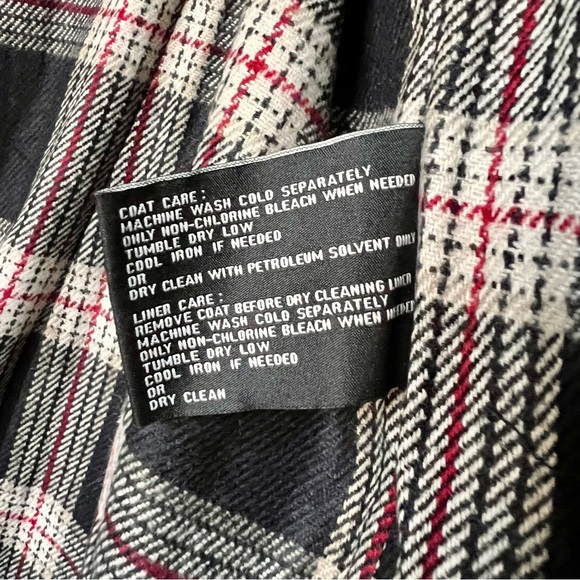 COAT CARE:
MACHINE WASH COLD SEPARATELY
ONLY NON-CHLORINE BLEACH WHEN NEEDED
TUMBLE DRY LOW
COOL IRON IF NEEDED
OR
DRY CLEAN WITH PETROLEUM SOLVENT ONLY
LINER CARE:
REMOVE COAT BEFORE DRY CLEANING LINER
MACHINE WASH COLD SEPARATELY
ONLY NON-CHLORINE BLEACH WHEN NEEDED
TUMBLE DRY LOW
COOL IRON IF NEEDED
OR
DRY CLEAN